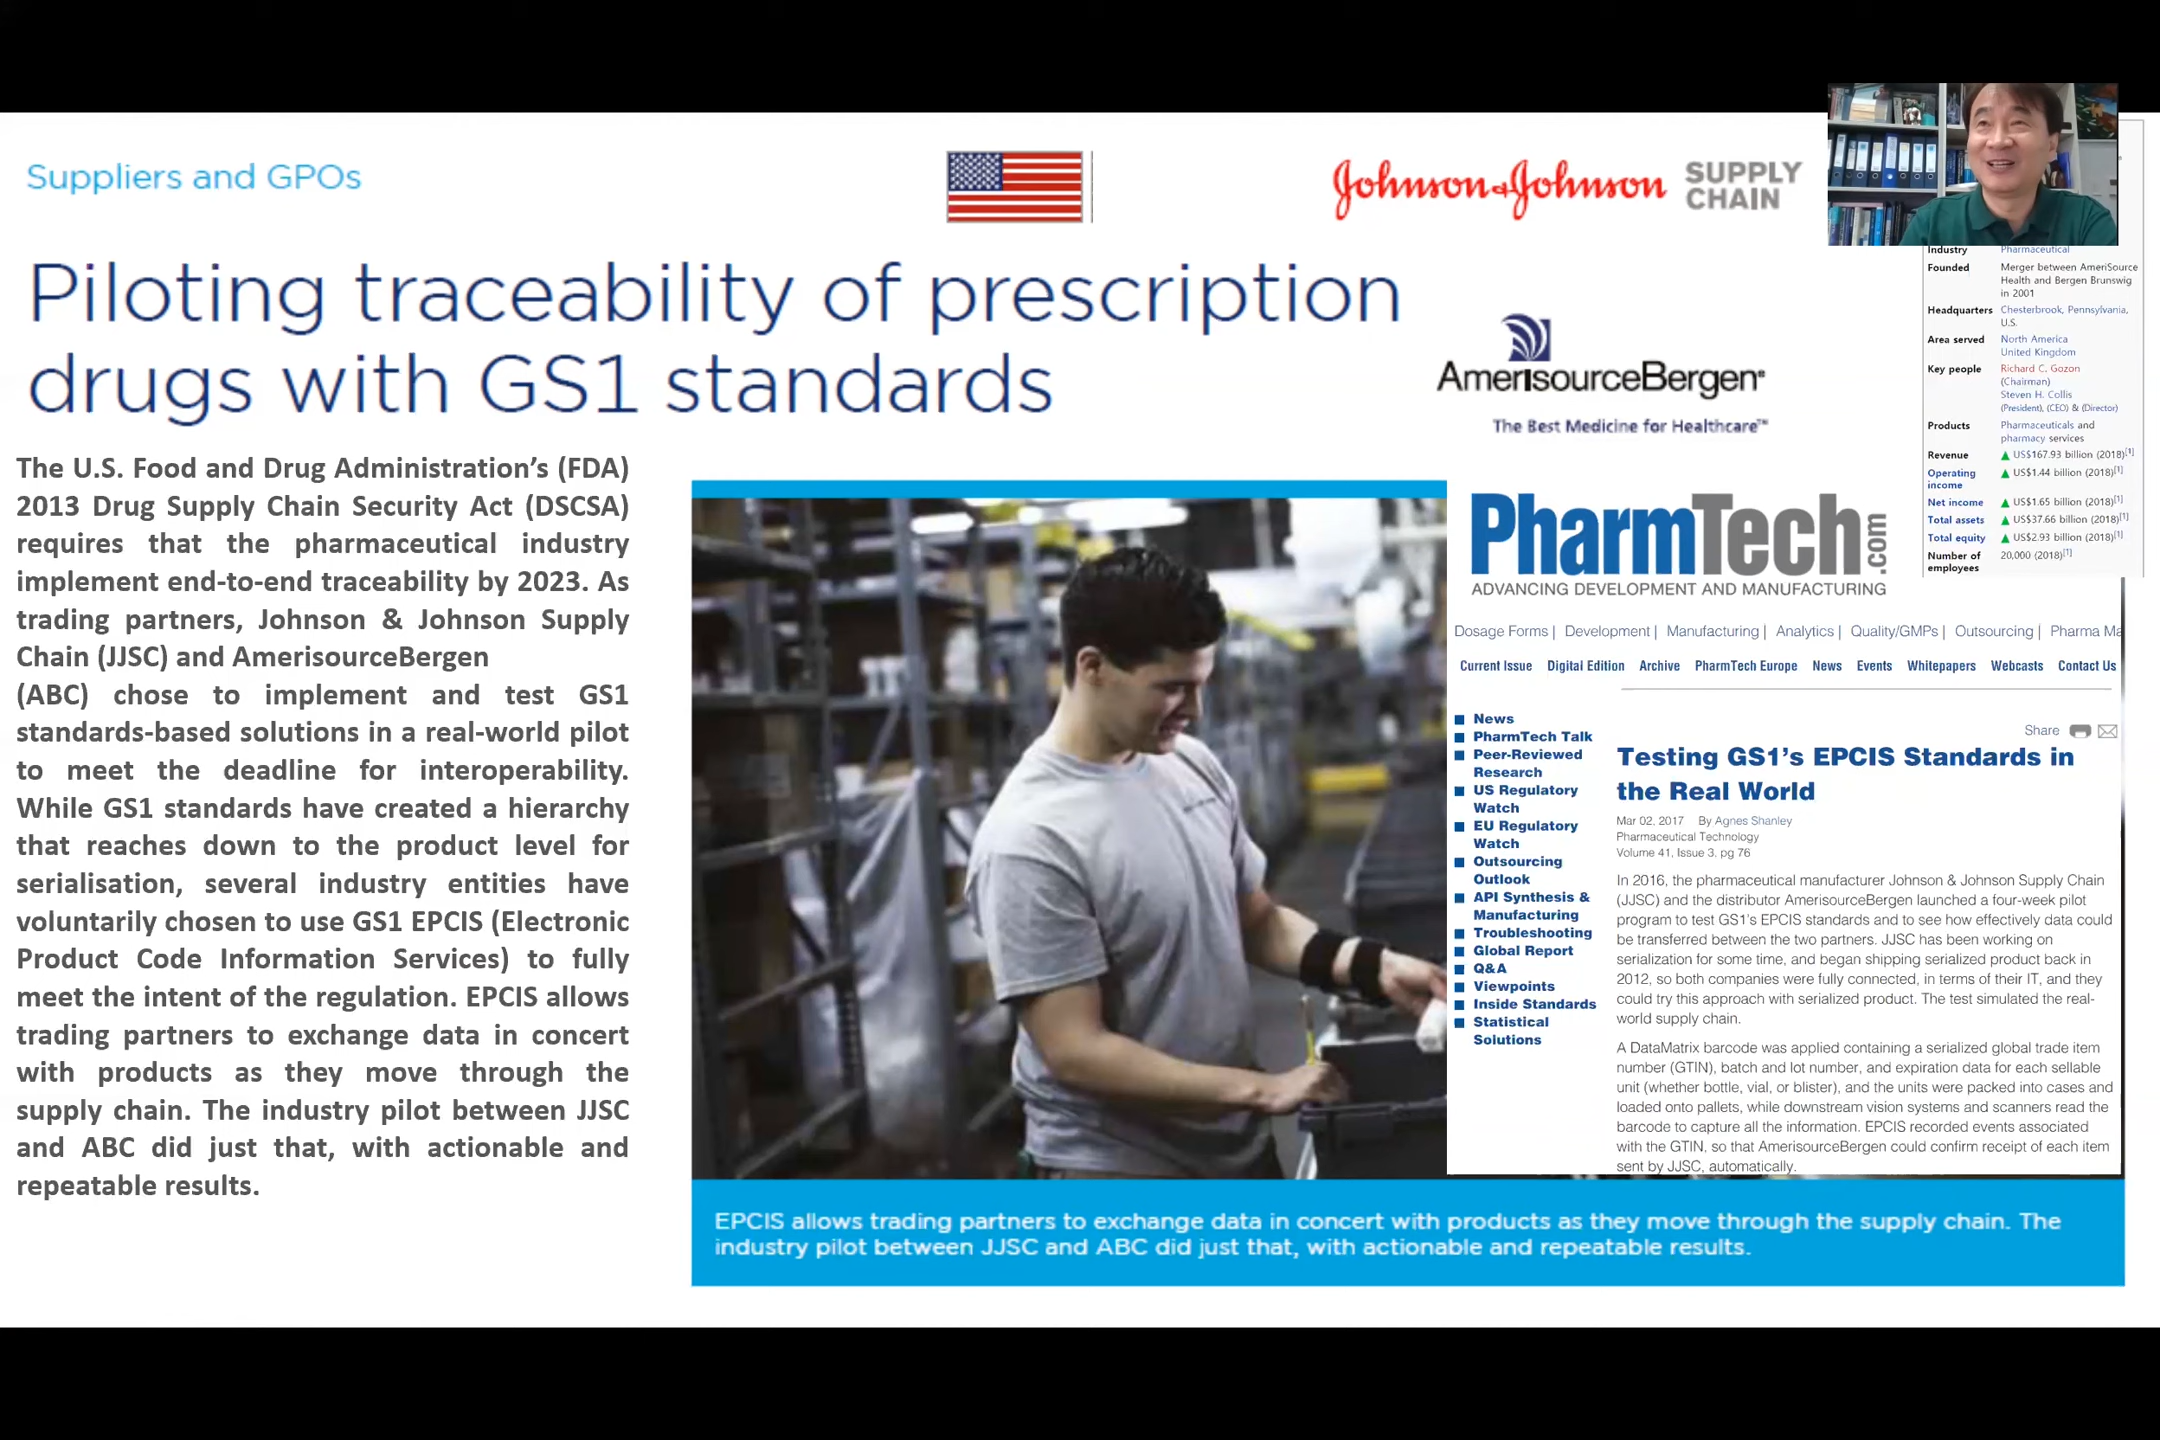 Suppliers and GPOs
Johnson & Johnson SUPPLY
CHAIN
Piloting traceability of prescription
drugs with GS1 standards
AmerisourceBergen®
The Best Medicine for Healthcare™
Industry Pharmaceutical
Founded Merger between AmeriSource
Health and Bergen Brunswig
in 2001
Headquarters Chesterbrook, Pennsylvania,
U.S.
Area served North America
United Kingdom
Key people Richard C. Gozon
(Chairman)
Steven H. Collis
(President), (CEO) & (Director)
Products Pharmaceuticals and
pharmacy services
Revenue ▲ US$167.93 billion (2018)[1]
Operating ▲ US$1.44 billion (2018)[1]
income
Net income ▲ US$1.65 billion (2018)[1]
Total assets ▲ US$37.66 billion (2018)[1]
Total equity ▲ US$2.93 billion (2018)[1]
Number of 20,000 (2018)[1]
employees
The U.S. Food and Drug Administration's (FDA)
2013 Drug Supply Chain Security Act (DSCSA)
requires that the pharmaceutical industry
implement end-to-end traceability by 2023. As
trading partners, Johnson & Johnson Supply
Chain (JJSC) and AmerisourceBergen
(ABC) chose to implement and test GS1
standards-based solutions in a real-world pilot
to meet the deadline for interoperability.
While GS1 standards have created a hierarchy
that reaches down to the product level for
serialisation, several industry entities have
voluntarily chosen to use GS1 EPCIS (Electronic
Product Code Information Services) to fully
meet the intent of the regulation. EPCIS allows
trading partners to exchange data in concert
with products as they move through the
supply chain. The industry pilot between JJSC
and ABC did just that, with actionable and
repeatable results.
PharmTech.com
ADVANCING DEVELOPMENT AND MANUFACTURING
Dosage Forms | Development | Manufacturing | Analytics | Quality/GMPs | Outsourcing | Pharma Ma
Current Issue Digital Edition Archive PharmTech Europe News Events Whitepapers Webcasts Contact Us
News
PharmTech Talk
Peer-Reviewed
Research
US Regulatory
Watch
EU Regulatory
Watch
Outsourcing
Outlook
API Synthesis &
Manufacturing
Troubleshooting
Global Report
Q&A
Viewpoints
Inside Standards
Statistical
Solutions
Share
Testing GS1's EPCIS Standards in
the Real World
Mar 02, 2017 By Agnes Shanley
Pharmaceutical Technology
Volume 41, Issue 3, pg 76
In 2016, the pharmaceutical manufacturer Johnson & Johnson Supply Chain
(JJSC) and the distributor AmerisourceBergen launched a four-week pilot
program to test GS1's EPCIS standards and to see how effectively data could
be transferred between the two partners. JJSC has been working on
serialization for some time, and began shipping serialized product back in
2012, so both companies were fully connected, in terms of their IT, and they
could try this approach with serialized product. The test simulated the real-
world supply chain.
A DataMatrix barcode was applied containing a serialized global trade item
number (GTIN), batch and lot number, and expiration data for each sellable
unit (whether bottle, vial, or blister), and the units were packed into cases and
loaded onto pallets, while downstream vision systems and scanners read the
barcode to capture all the information. EPCIS recorded events associated
with the GTIN, so that AmerisourceBergen could confirm receipt of each item
sent by JJSC, automatically.
EPCIS allows trading partners to exchange data in concert with products as they move through the supply chain. The
industry pilot between JJSC and ABC did just that, with actionable and repeatable results.